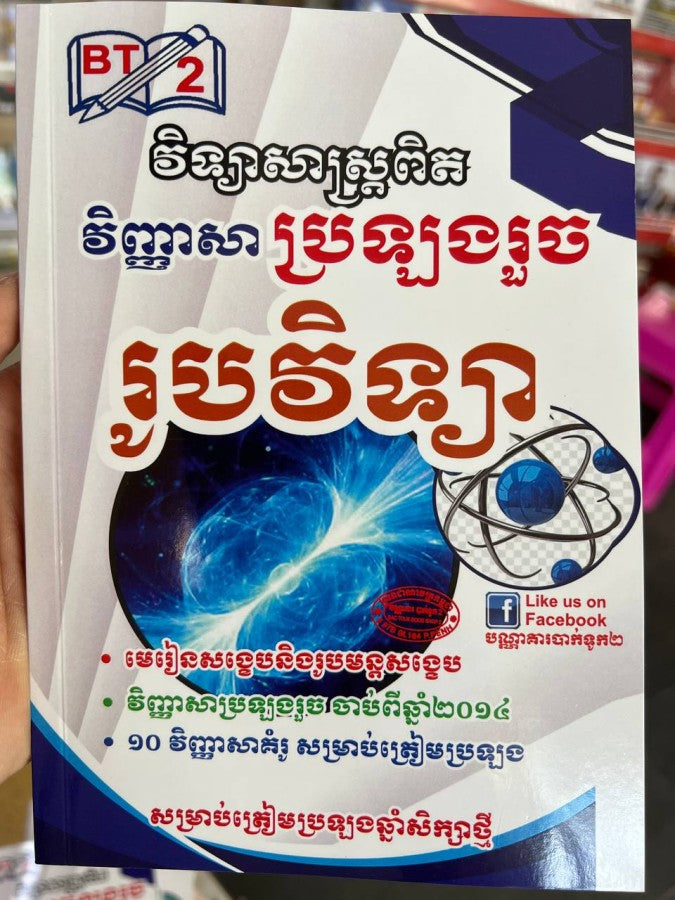 BT 2
វិទ្យាសាស្ត្រពិត
វិញ្ញាសា ប្រឡងរួច
រូបវិទ្យា
Like us on
Facebook
បណ្ណាគារបាក់ទូក២
• មេរៀនសង្ខេបនិងរូបមន្តសង្ខេប
• វិញ្ញាសាប្រឡងរួច ចាប់ពីឆ្នាំ២០១៤
• ១០ វិញ្ញាសាគំរូ សម្រាប់ត្រៀមប្រឡង
សម្រាប់ត្រៀមប្រឡងឆ្នាំសិក្សាថ្មី